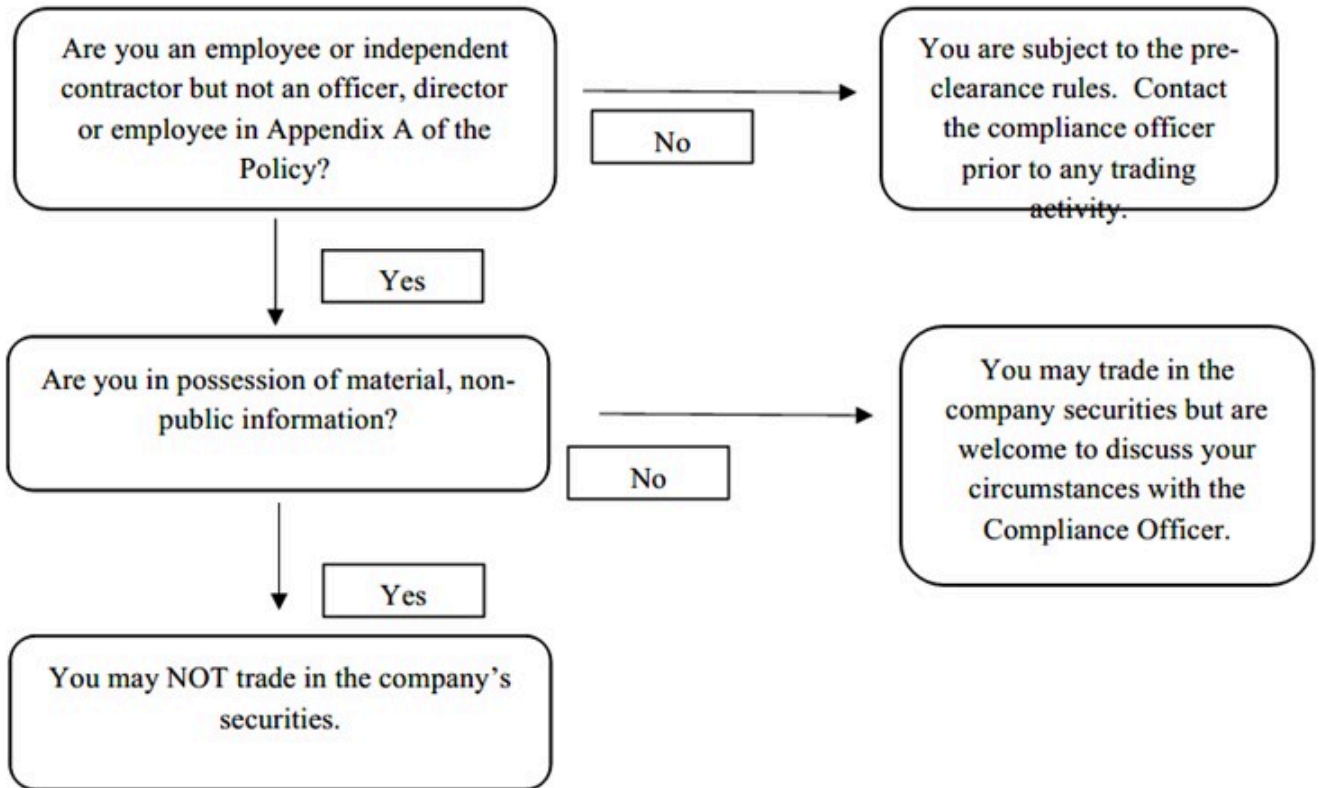 Are you an employee or independent
contractor but not an officer, director
or employee in Appendix A of the
Policy?
No
You are subject to the pre-
clearance rules. Contact
the compliance officer
prior to any trading
activity.
Yes
Are you in possession of material, non-
public information?
No
You may trade in the
company securities but are
welcome to discuss your
circumstances with the
Compliance Officer.
Yes
You may NOT trade in the company’s
securities.